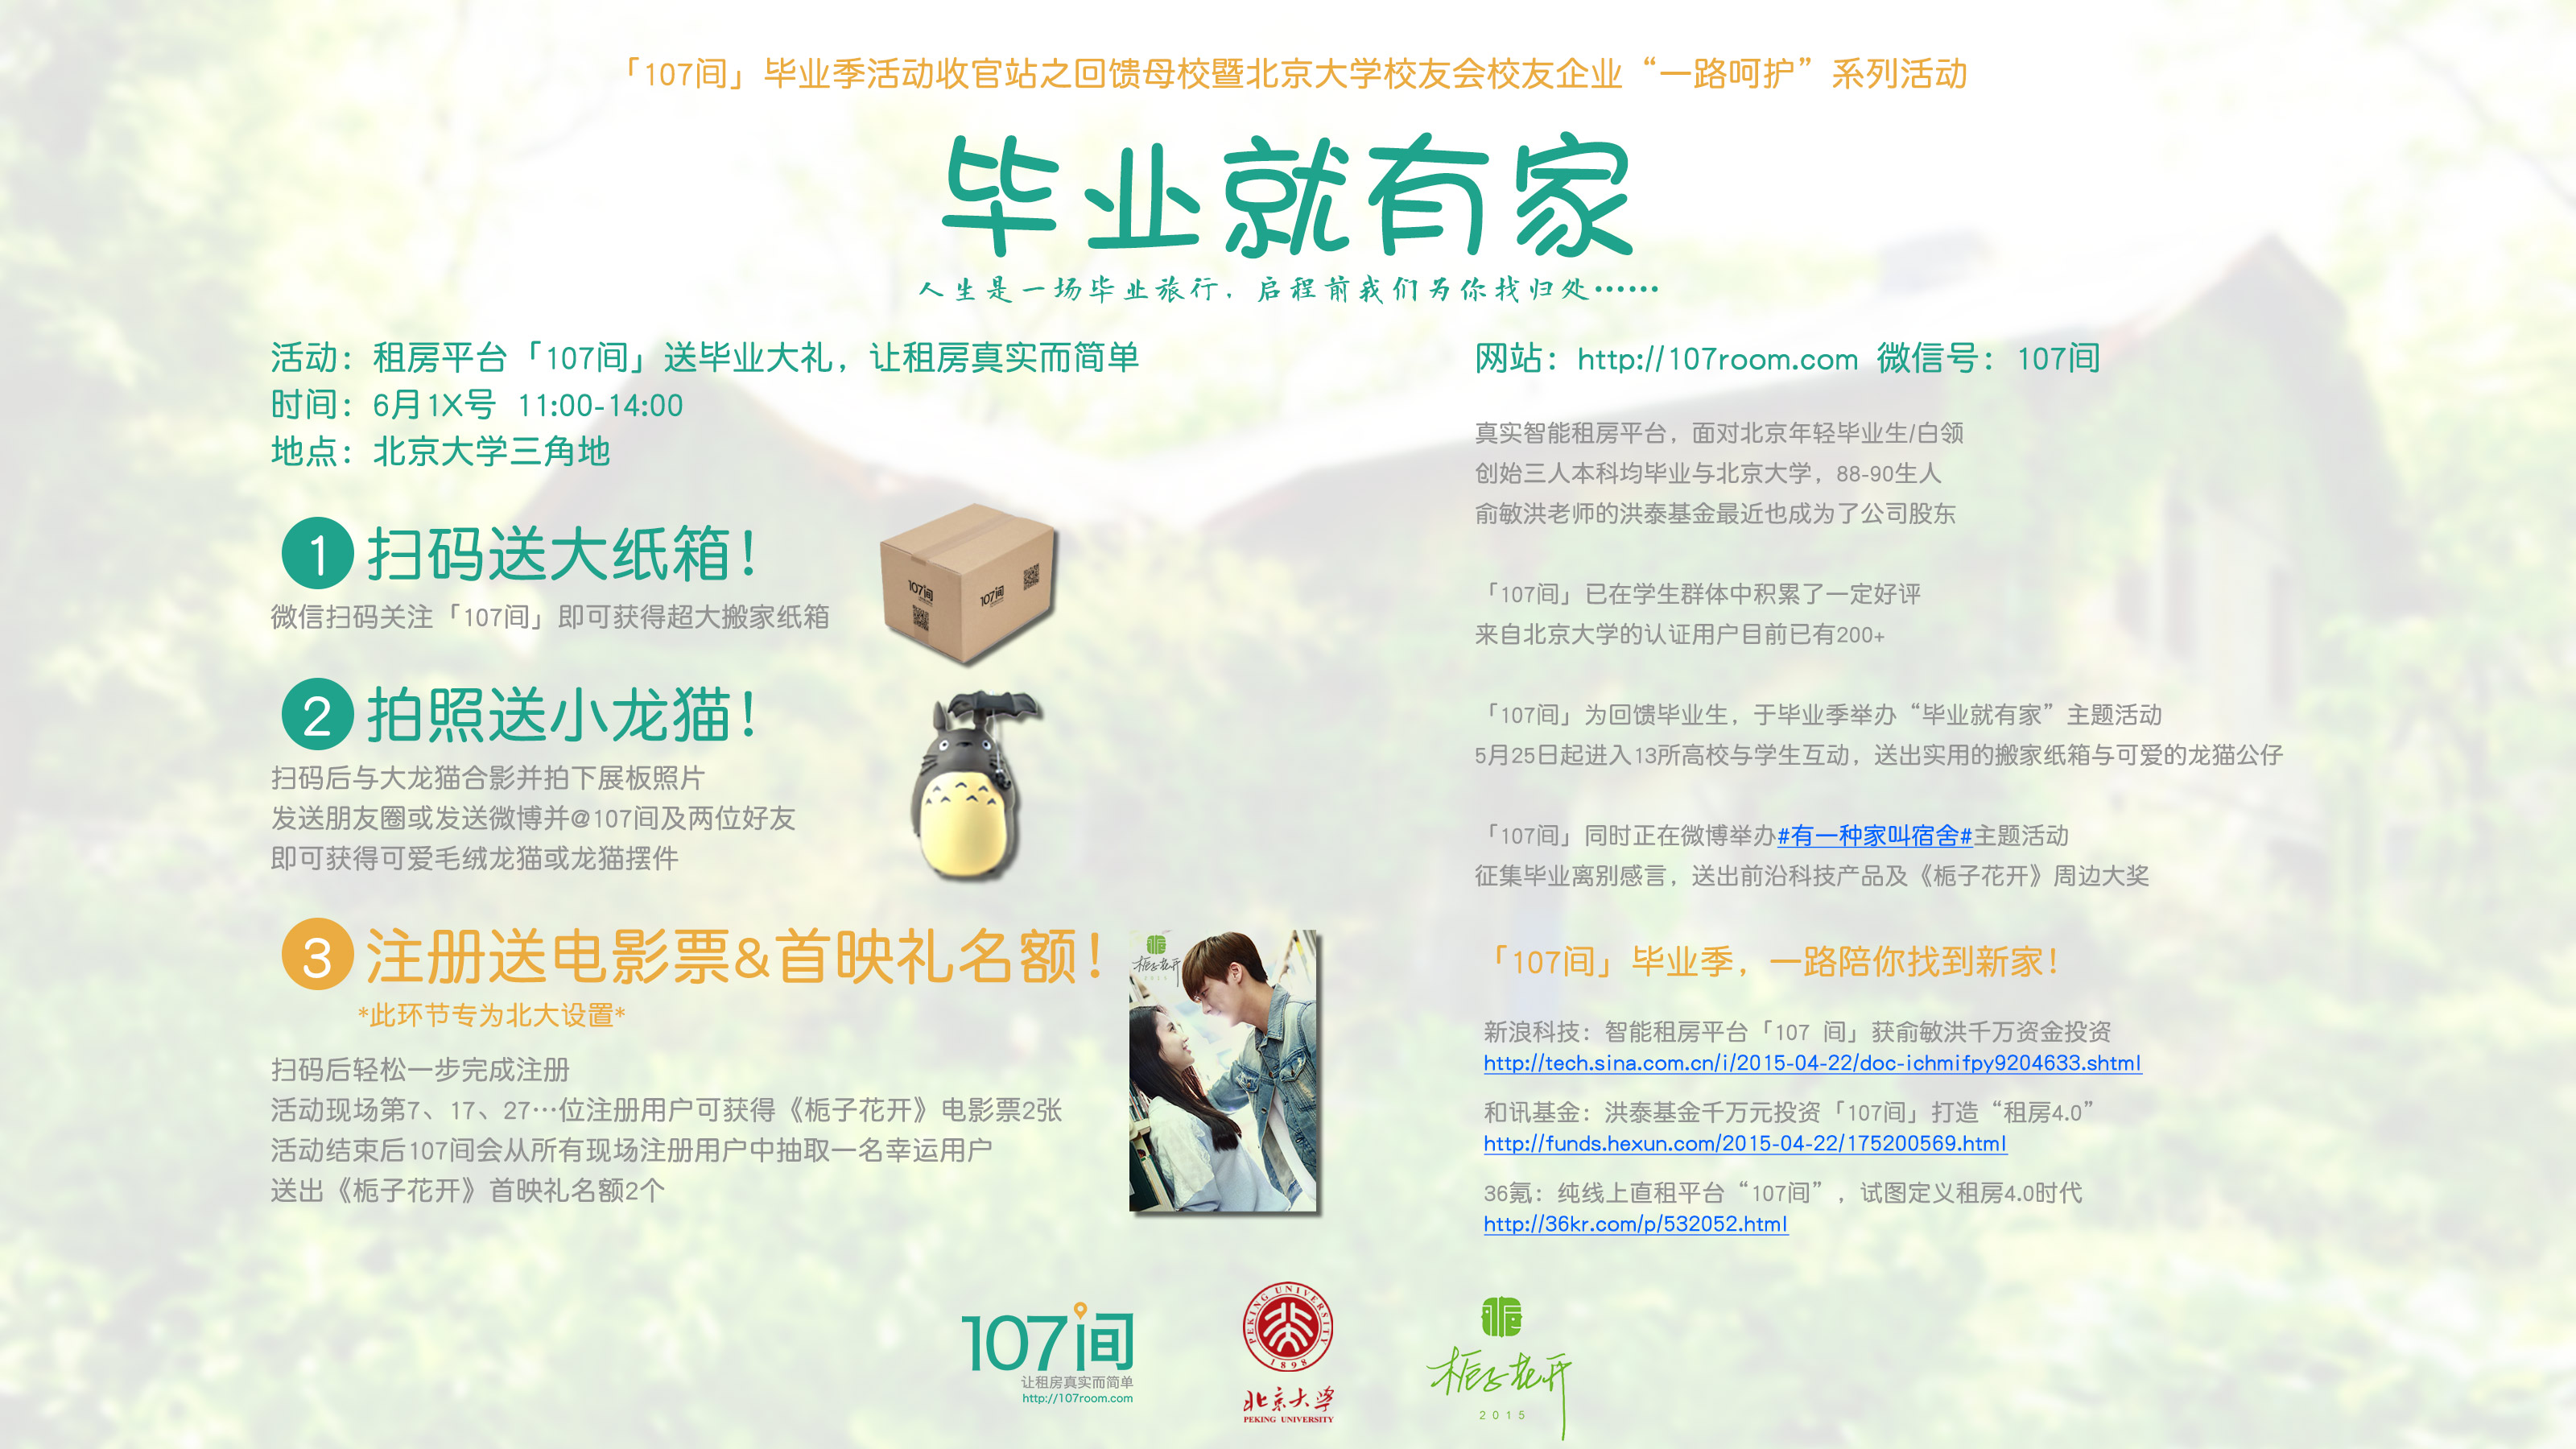 「107间」毕业季活动收官站之回馈母校暨北京大学校友会校友企业“一路呵护”系列活动
毕业就有家
人生是一场毕业旅行，启程前我们为你找归处……
活动：租房平台「107间」送毕业大礼，让租房真实而简单
时间：6月1X号 11:00-14:00
地点：北京大学三角地
1 扫码送大纸箱！
微信扫码关注「107间」即可获得超大搬家纸箱
107间
107间
2 拍照送小龙猫！
扫码后与大龙猫合影并拍下展板照片
发送朋友圈或发送微博并@107间及两位好友
即可获得可爱毛绒龙猫或龙猫摆件
3 注册送电影票&首映礼名额！
*此环节专为北大设置*
扫码后轻松一步完成注册
活动现场第7、17、27…位注册用户可获得《栀子花开》电影票2张
活动结束后107间会从所有现场注册用户中抽取一名幸运用户
送出《栀子花开》首映礼名额2个
栀子花开
网站：http://107room.com 微信号：107间
真实智能租房平台，面对北京年轻毕业生/白领
创始三人本科均毕业与北京大学，88-90生人
俞敏洪老师的洪泰基金最近也成为了公司股东
「107间」已在学生群体中积累了一定好评
来自北京大学的认证用户目前已有200+
「107间」为回馈毕业生，于毕业季举办“毕业就有家”主题活动
5月25日起进入13所高校与学生互动，送出实用的搬家纸箱与可爱的龙猫公仔
「107间」同时正在微博举办#有一种家叫宿舍#主题活动
征集毕业离别感言，送出前沿科技产品及《栀子花开》周边大奖
「107间」毕业季，一路陪你找到新家！
新浪科技：智能租房平台「107 间」获俞敏洪千万资金投资
http://tech.sina.com.cn/i/2015-04-22/doc-ichmifpy9204633.shtml
和讯基金：洪泰基金千万元投资「107间」打造“租房4.0”
http://funds.hexun.com/2015-04-22/175200569.html
36氪：纯线上直租平台“107间”，试图定义租房4.0时代
http://36kr.com/p/532052.html
107间
让租房真实而简单
http://107room.com
PEKING UNIVERSITY
1898
北京大学
PEKING UNIVERSITY
栀
栀子花开
2015